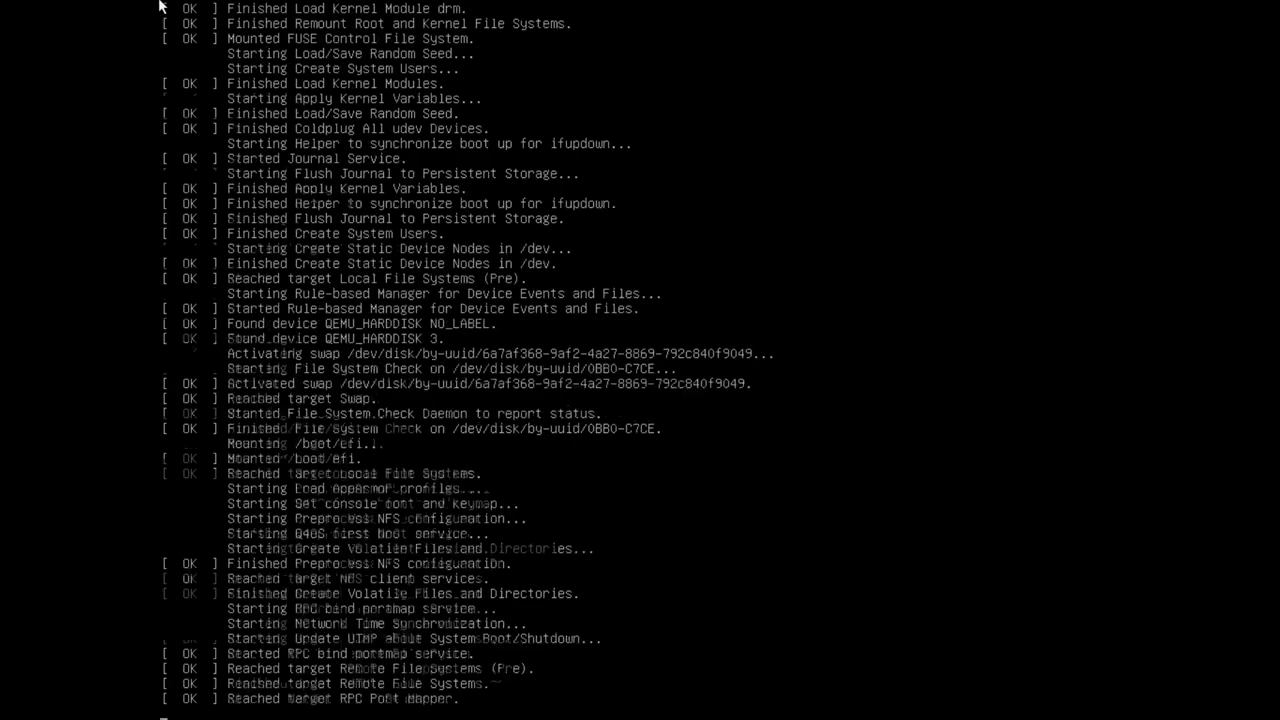 [  OK  ] Finished Load Kernel Module drm.
[  OK  ] Finished Remount Root and Kernel File Systems.
[  OK  ] Mounted FUSE Control File System.
Starting Load/Save Random Seed...
Starting Create System Users...
[  OK  ] Finished Load Kernel Modules.
Starting Apply Kernel Variables...
[  OK  ] Finished Load/Save Random Seed.
[  OK  ] Finished Coldplug All udev Devices.
Starting Helper to synchronize boot up for ifupdown...
[  OK  ] Started Journal Service.
Starting Flush Journal to Persistent Storage...
[  OK  ] Finished Apply Kernel Variables.
[  OK  ] Finished Helper to synchronize boot up for ifupdown.
[  OK  ] Finished Flush Journal to Persistent Storage.
[  OK  ] Finished Create System Users.
Starting Create Static Device Nodes in /dev...
[  OK  ] Finished Create Static Device Nodes in /dev.
[  OK  ] Reached target Local File Systems (Pre).
Starting Rule-based Manager for Device Events and Files...
[  OK  ] Started Rule-based Manager for Device Events and Files.
[  OK  ] Found device QEMU_HARDDISK NO_LABEL.
[  OK  ] Found device QEMU_HARDDISK 3.
Activating swap /dev/disk/by-uuid/6a7af368-9af2-4a27-8869-792c840f9049...
Starting File System Check on /dev/disk/by-uuid/0BB0-C7CE...
[  OK  ] Activated swap /dev/disk/by-uuid/6a7af368-9af2-4a27-8869-792c840f9049.
[  OK  ] Reached target Swap.
[  OK  ] Started File System Check Daemon to report status.
[  OK  ] Finished File System Check on /dev/disk/by-uuid/0BB0-C7CE.
Mounting /boot/efi...
[  OK  ] Mounted /boot/efi.
[  OK  ] Reached target Local File Systems.
Starting Load AppArmor profiles...
Starting Set console font and keymap...
Starting Preprocess NFS configuration...
Starting Q4OS first boot service...
Starting Create Volatile Files and Directories...
[  OK  ] Finished Preprocess NFS configuration.
[  OK  ] Reached target NFS client services.
[  OK  ] Finished Create Volatile Files and Directories.
Starting RPC bind portmap service...
Starting Network Time Synchronization...
Starting Update UTMP about System Boot/Shutdown...
[  OK  ] Started RPC bind portmap service.
[  OK  ] Reached target Remote File Systems (Pre).
[  OK  ] Reached target Remote File Systems.
[  OK  ] Reached target RPC Port Mapper.